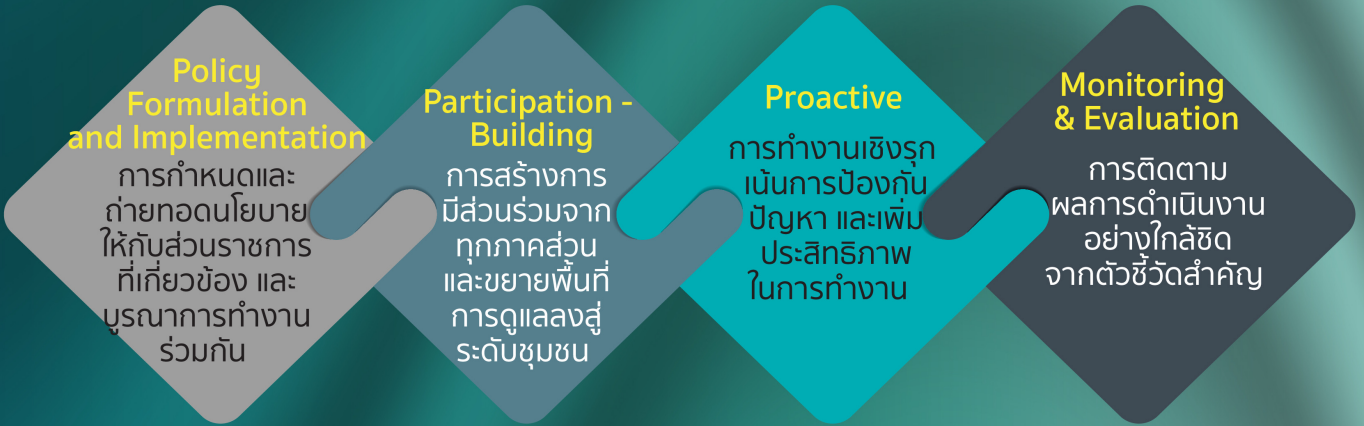 Policy
Formulation
and Implementation
การกำหนดและ
ถ่ายทอดนโยบาย
ให้กับส่วนราชการ
ที่เกี่ยวข้อง และ
บูรณาการทำงาน
ร่วมกัน
Participation -
Building
การสร้างการ
มีส่วนร่วมจาก
ทุกภาคส่วน
และขยายพื้นที่
การดูแลลงสู่
ระดับชุมชน
Proactive
การทำงานเชิงรุก
เน้นการป้องกัน
ปัญหา และเพิ่ม
ประสิทธิภาพ
ในการทำงาน
Monitoring
& Evaluation
การติดตาม
ผลการดำเนินงาน
อย่างใกล้ชิด
จากตัวชี้วัดสำคัญ